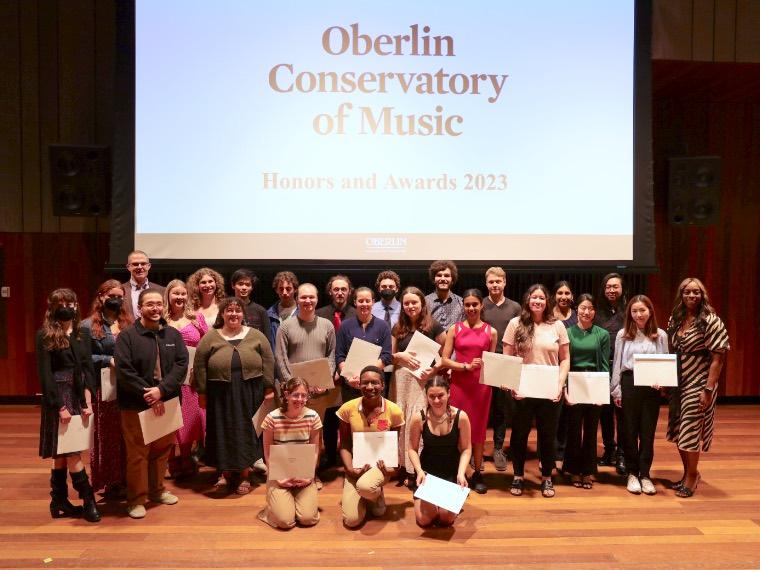 Oberlin
Conservatory
of Music
Honors and Awards 2023
OBERLIN